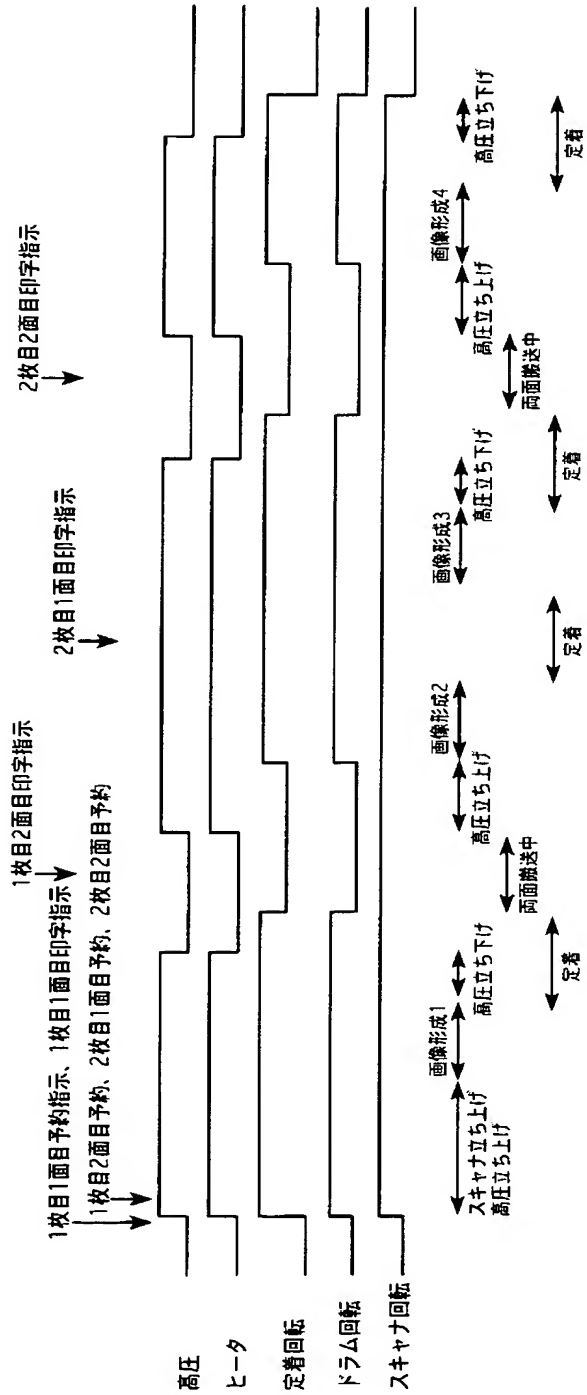 1枚目1面目予約指示、1枚目1面目印字指示
1枚目2面目予約、2枚目1面目予約、2枚目2面目予約
1枚目2面目印字指示
2枚目1面目印字指示
2枚目2面目印字指示
高圧
ヒータ
定着回転
ドラム回転
スキャナ回転
スキャナ立ち上げ
高圧立ち上げ
画像形成1
高圧立ち下げ
定着
両面搬送中
高圧立ち上げ
画像形成2
定着
画像形成3
高圧立ち下げ
定着
両面搬送中
高圧立ち上げ
画像形成4
高圧立ち下げ
定着